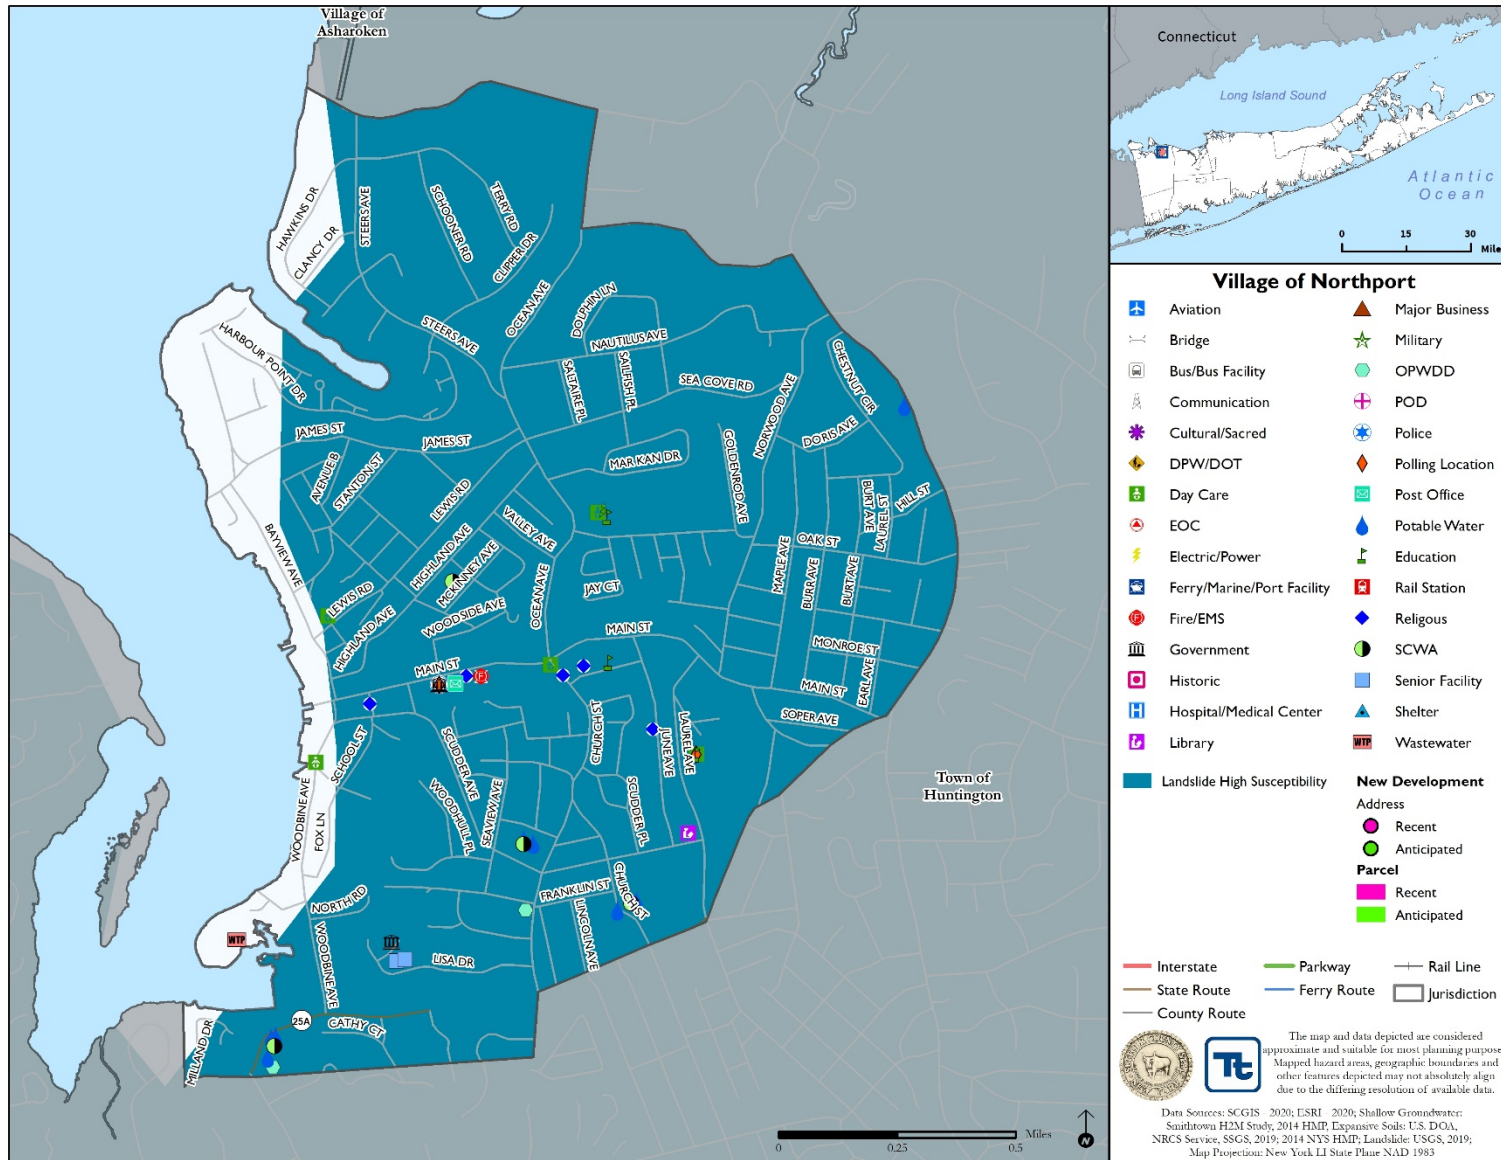 Village of
Asharoken
HAWKINS DR
CLANCY DR
STEERS AVE
SCHOONER RD
TERRY RD
CLIPPER DR
OCEAN AVE
DOLPHIN LN
STEERS AVE
NAUTILUS AVE
HARBOUR POINT DR
SALTAIRE PL
SAILFISH PL
SEA COVE RD
CHESTNUT CIR
NORWOOD AVE
DORIS AVE
JAMES ST
JAMES ST
AVENUE B
STANTON ST
MARKAN DR
GOLDENROD AVE
LEWIS RD
BURT AVE
LAUREL ST
HILL ST
VALLEY AVE
BAYVIEW AVE
HIGHLAND AVE
MCKINNEY AVE
OAK ST
MAPLE AVE
BURR AVE
BURT AVE
JAY CT
OCEAN AVE
LEWIS RD
WOODSIDE AVE
HIGHLAND AVE
MAIN ST
MONROE ST
MAIN ST
MAIN ST
EARL AVE
SOPER AVE
CHURCH ST
JUNE AVE
LAUREL AVE
SCHOOL ST
SCUDDER AVE
WOODHULL PL
SEAVIEW AVE
SCUDDER PL
WOODBINE AVE
FOX LN
Town of
Huntington
NORTH RD
FRANKLIN ST
CHURCH ST
LINCOLN AVE
WTP
WOODBINE AVE
LISA DR
25A
CATHY CT
MILLAND DR
0 0.25 0.5
Miles
N
Connecticut
Long Island Sound
Atlantic
Ocean
0 15 30
Mile
Village of Northport
Aviation
Bridge
Bus/Bus Facility
Communication
Cultural/Sacred
DPW/DOT
Day Care
EOC
Electric/Power
Ferry/Marine/Port Facility
Fire/EMS
Government
Historic
Hospital/Medical Center
Library
Landslide High Susceptibility
Major Business
Military
OPWDD
POD
Police
Polling Location
Post Office
Potable Water
Education
Rail Station
Religous
SCWA
Senior Facility
Shelter
WTP Wastewater
New Development
Address
Recent
Anticipated
Parcel
Recent
Anticipated
Interstate
State Route
County Route
Parkway
Ferry Route
Rail Line
Jurisdiction
Tt
The map and data depicted are considered
approximate and suitable for most planning purpose
Mapped hazard areas, geographic boundaries and
other features depicted may not absolutely align
due to the differing resolution of available data.
Data Sources: SCGIS - 2020; ESRI - 2020; Shallow Groundwater:
Smithtown H2M Study, 2014 HMP, Expansive Soils: U.S. DOA,
NRCS Service, SSGS, 2019; 2014 NYS HMP; Landslide: USGS, 2019;
Map Projection: New York LI State Plane NAD 1983